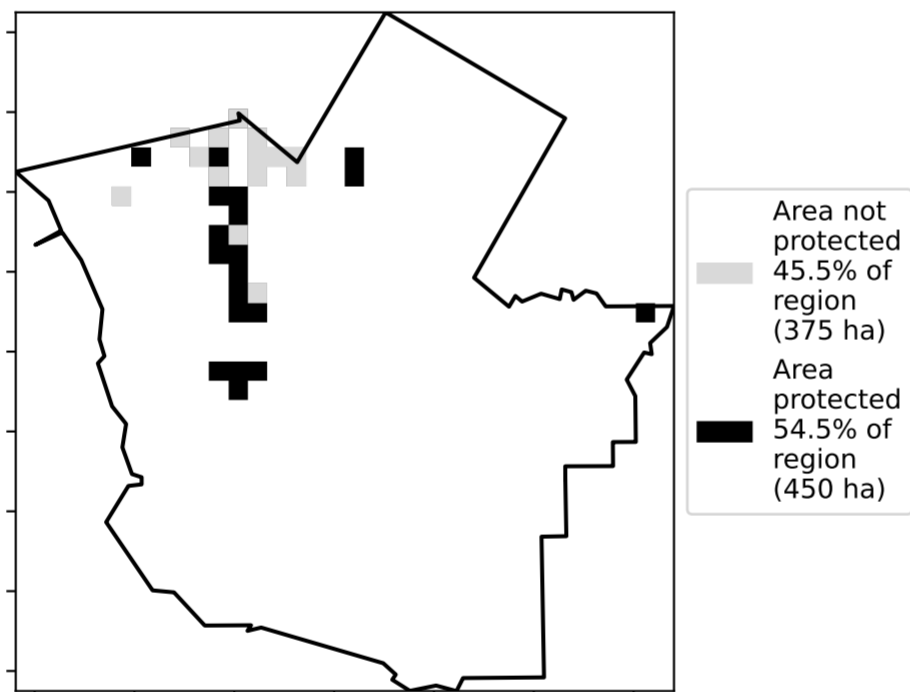 Area not
protected
45.5% of
region
(375 ha)
Area
protected
54.5% of
region
(450 ha)